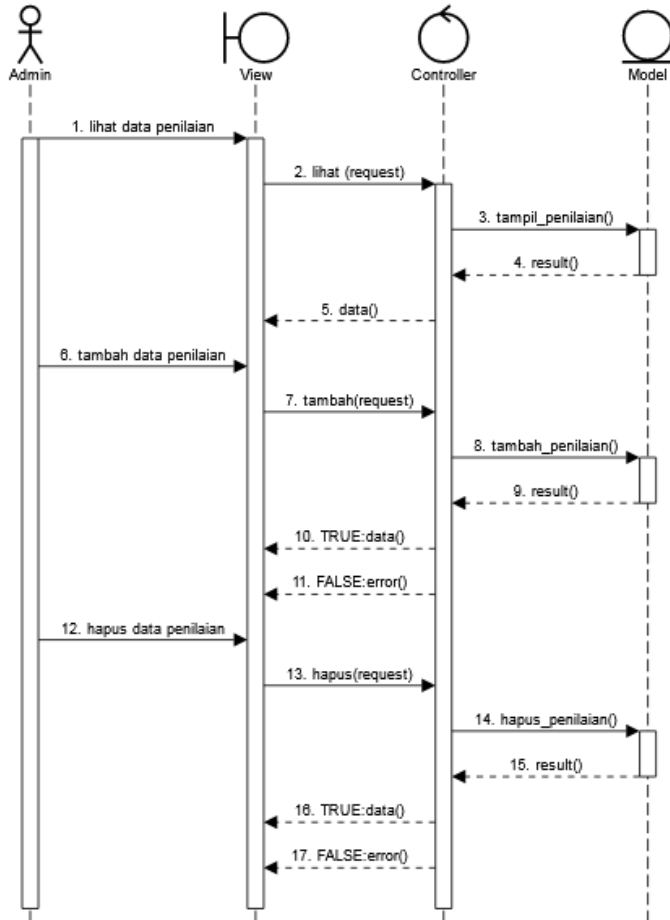 Admin
View
Controller
Model
1. lihat data penilaian
2. lihat (request)
3. tampil_penilaian()
4. result()
5. data()
6. tambah data penilaian
7. tambah(request)
8. tambah_penilaian()
9. result()
10. TRUE:data()
11. FALSE:error()
12. hapus data penilaian
13. hapus(request)
14. hapus_penilaian()
15. result()
16. TRUE:data()
17. FALSE:error()